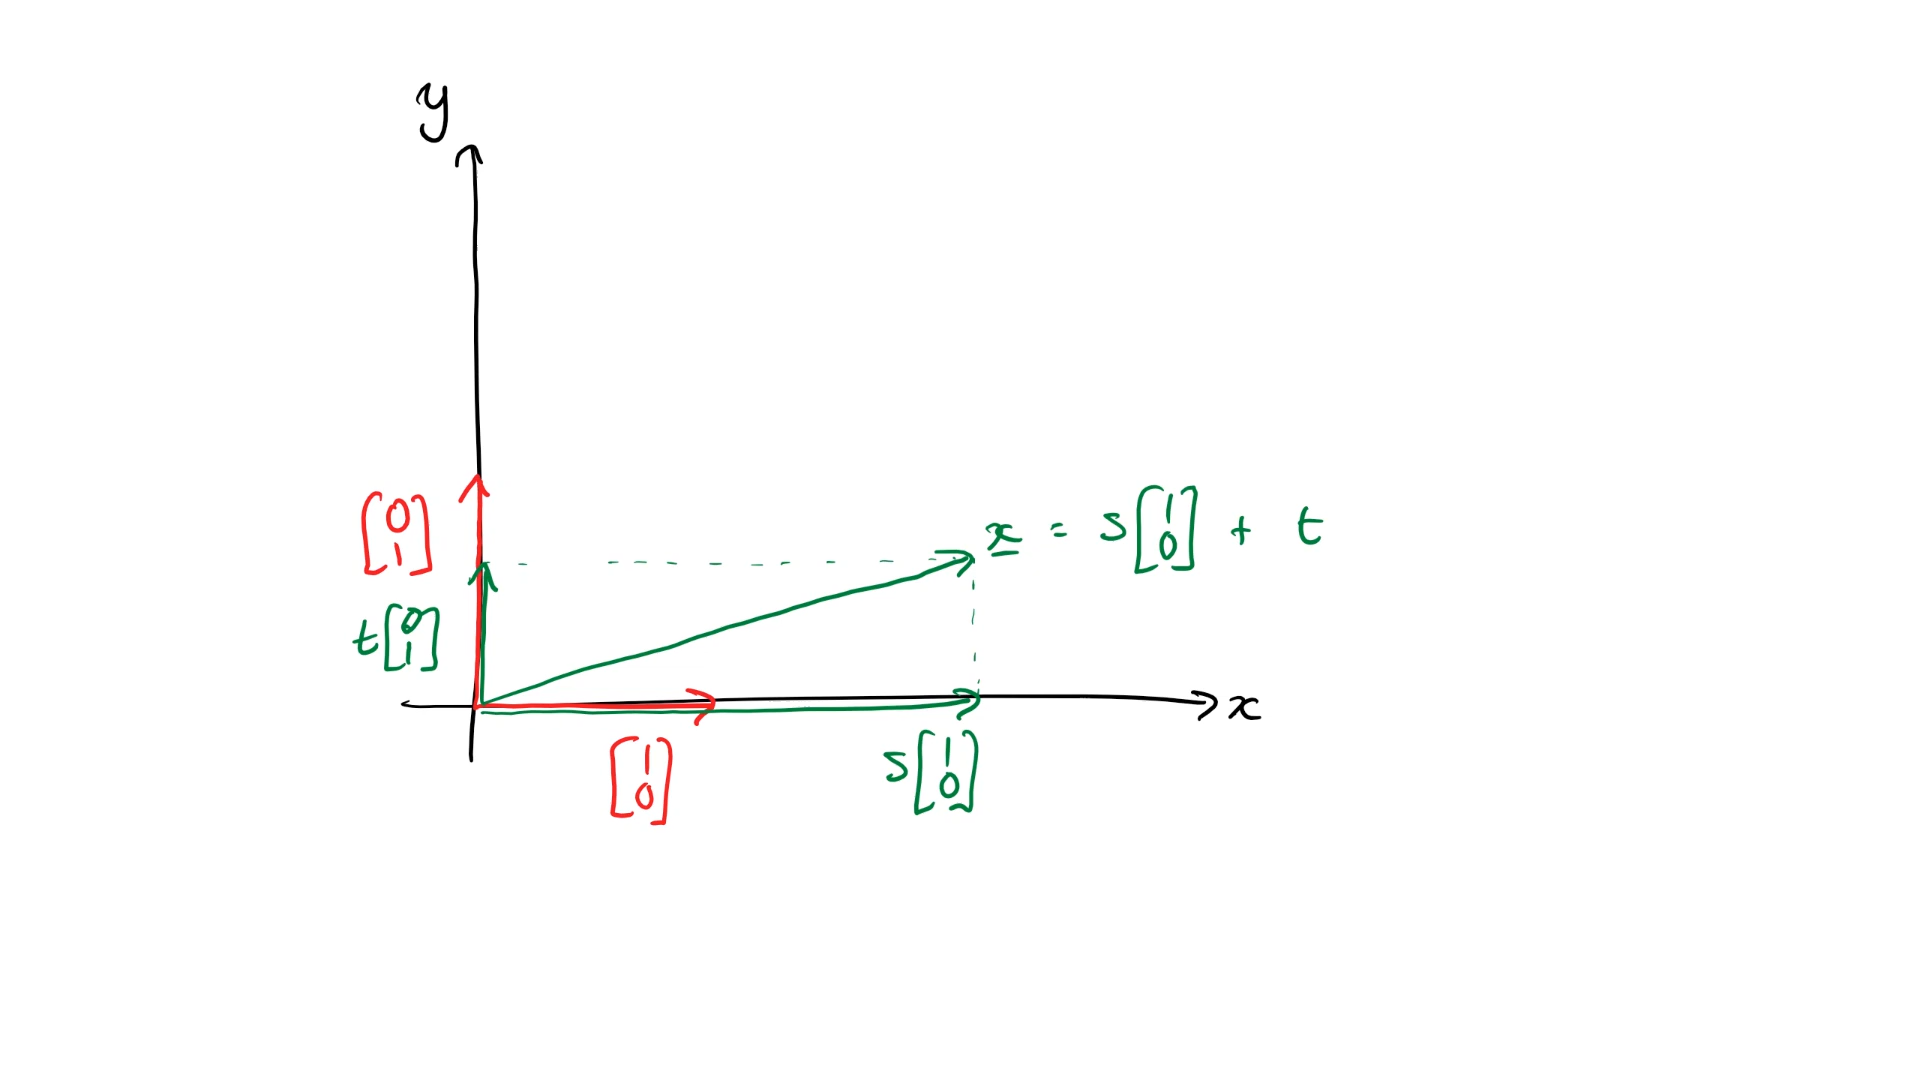 y
[0 1]
x = s[1 0] + t
t[0 1]
x
[1 0]
s[1 0]